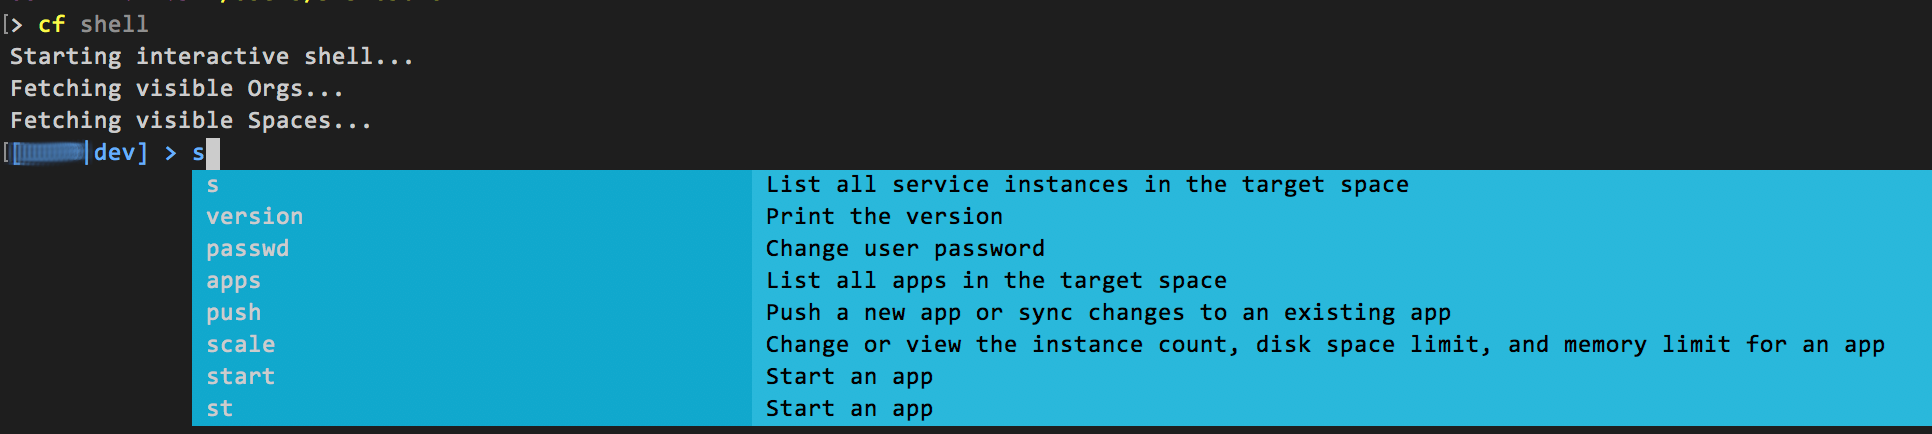 [> cf shell
Starting interactive shell...
Fetching visible Orgs...
Fetching visible Spaces...
[[|dev] > s
s List all service instances in the target space
version Print the version
passwd Change user password
apps List all apps in the target space
push Push a new app or sync changes to an existing app
scale Change or view the instance count, disk space limit, and memory limit for an app
start Start an app
st Start an app